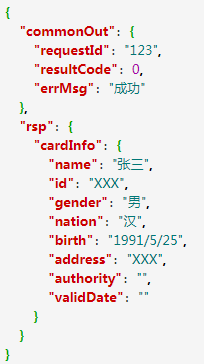 {
"commonOut": {
"requestId": "123",
"resultCode": 0,
"errMsg": "成功"
},
"rsp": {
"cardInfo": {
"name": "张三",
"id": "XXX",
"gender": "男",
"nation": "汉",
"birth": "1991/5/25",
"address": "XXX",
"authority": "",
"validDate": ""
}
}
}